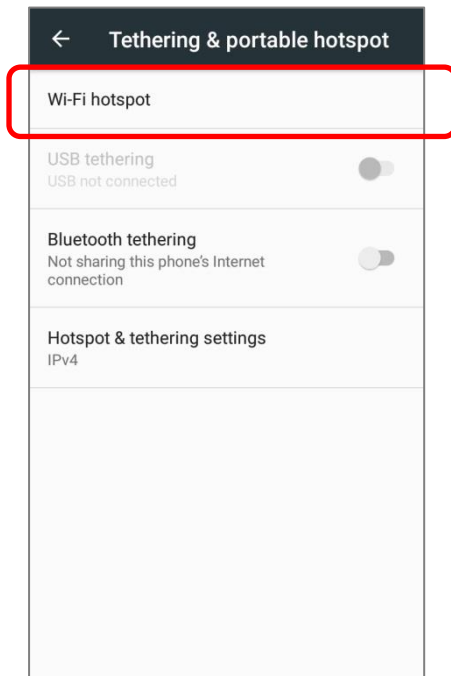 Tethering & portable hotspot
Wi-Fi hotspot
USB tethering
USB not connected
Bluetooth tethering
Not sharing this phone's Internet
connection
Hotspot & tethering settings
IPv4